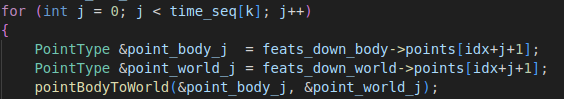 for (int j = 0; j < time_seq[k]; j++)
{
PointType &point_body_j  = feats_down_body->points[idx+j+1];
PointType &point_world_j = feats_down_world->points[idx+j+1];
pointBodyToWorld(&point_body_j, &point_world_j);